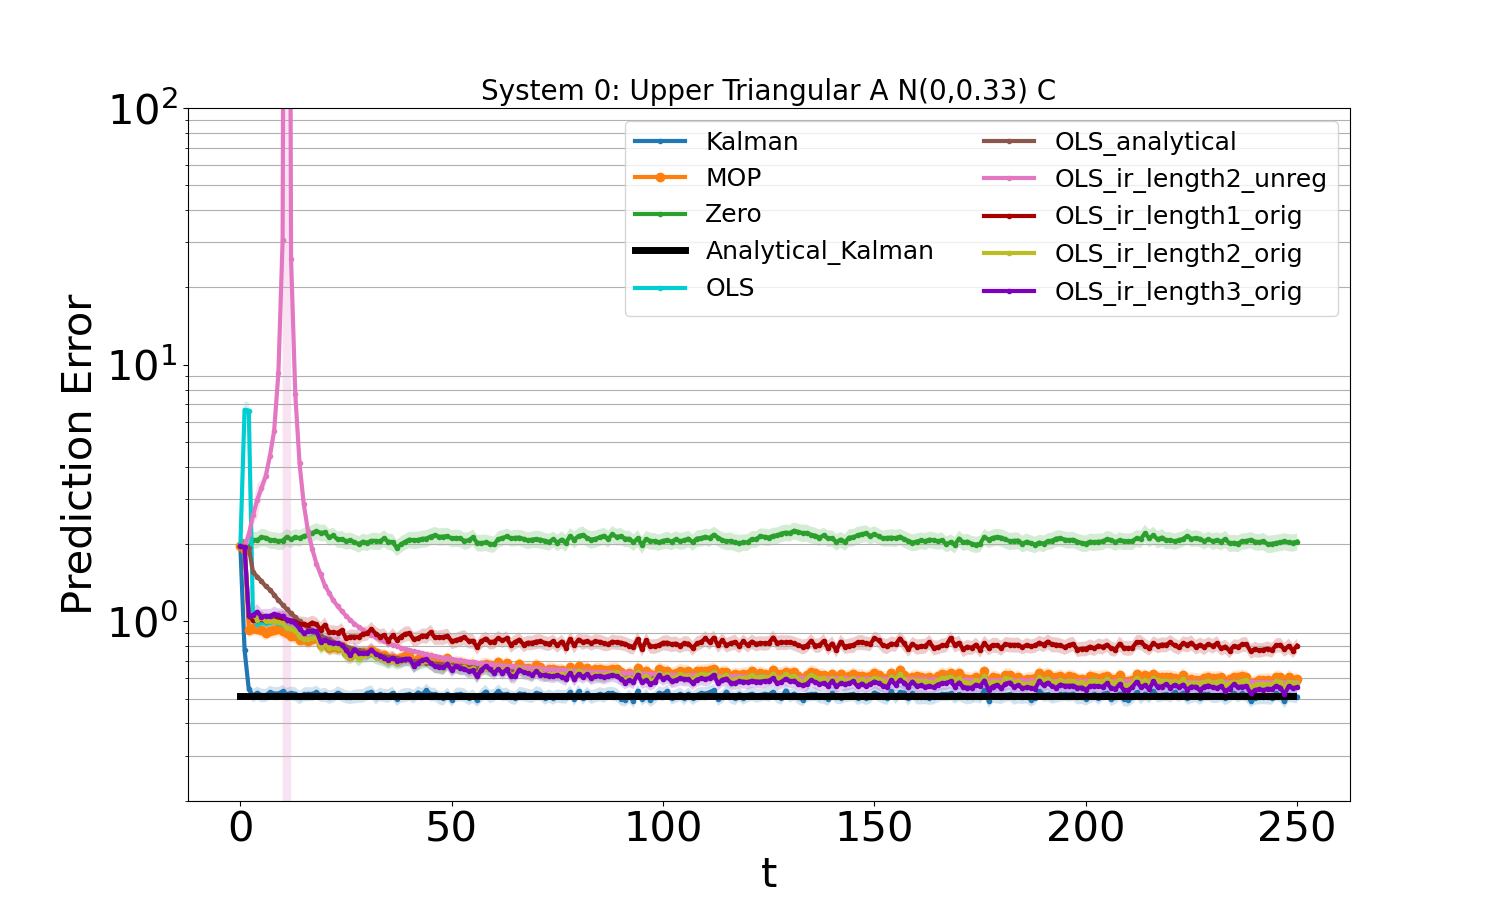 System 0: Upper Triangular A N(0,0.33) C
Prediction Error
10²
10¹
10⁰
Kalman
MOP
Zero
Analytical_Kalman
OLS
OLS_analytical
OLS_ir_length2_unreg
OLS_ir_length1_orig
OLS_ir_length2_orig
OLS_ir_length3_orig
0 50 100 150 200 250
t